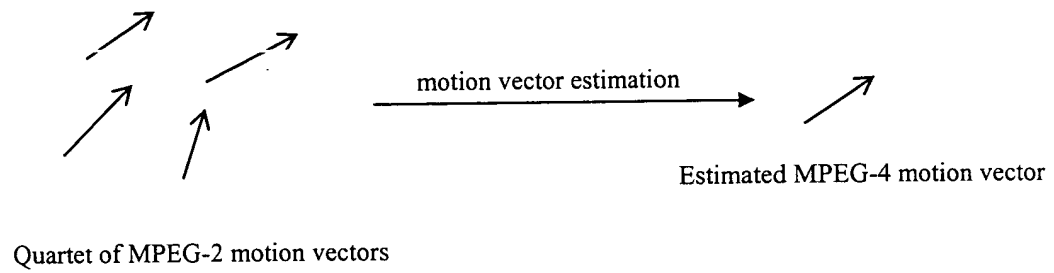 motion vector estimation
Estimated MPEG-4 motion vector
Quartet of MPEG-2 motion vectors